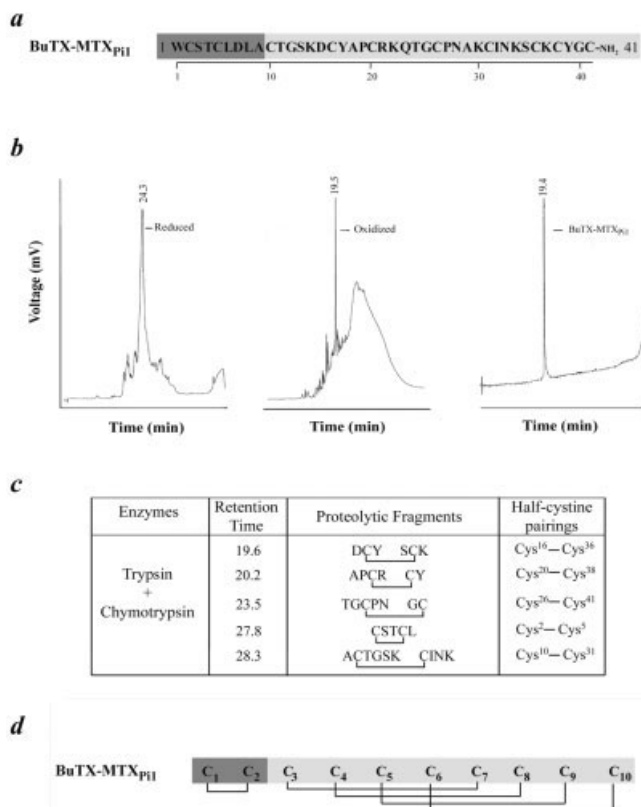 a
BuTX-MTXPi1 1 WCSTCLDLACTGSKDCYAPCRKQTGCPNAKCINKSCKCYGC-NH2 41
1 10 20 30 40
b
24.3 19.5 19.4
Reduced Oxidized BuTX-MTXPi1
Voltage (mV)
Time (min) Time (min) Time (min)
c
Enzymes Retention Time Proteolytic Fragments Half-cystine pairings
Trypsin + Chymotrypsin
19.6 DCY SCK Cys16—Cys36
20.2 APCR CY Cys20—Cys38
23.5 TGCPN GC Cys26—Cys41
27.8 CSTCL Cys2—Cys5
28.3 ACTGSK CINK Cys10—Cys31
d
BuTX-MTXPi1 C1 C2 C3 C4 C5 C6 C7 C8 C9 C10